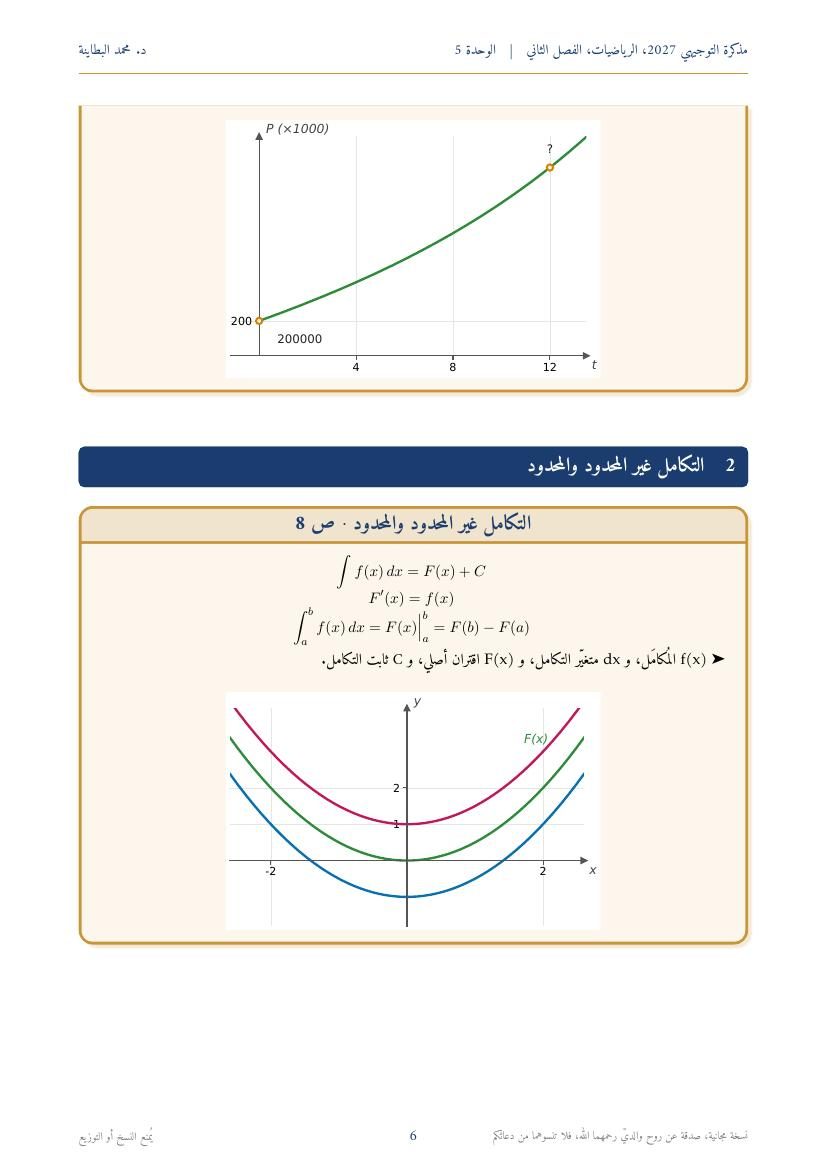 مذكرة التوجيهي 2027، الرياضيات، الفصل الثاني | الوحدة 5
د. محمد البطاينة
P (×1000)
?
200
200000
4 8 12 t
2 التكامل غير المحدود والمحدود
التكامل غير المحدود والمحدود · ص 8
∫ f(x) dx = F(x) + C
F′(x) = f(x)
∫_a^b f(x) dx = F(x)|_a^b = F(b) − F(a)
➤ f(x) المُكامَل، و dx متغيّر التكامل، و F(x) اقتران أصلي، و C ثابت التكامل.
y
F(x)
2
1
-2 2 x
نسخة مجانية، صدقة عن روح والديّ رحمهما الله، فلا تنسوهما من دعائكم
6
يُمنع النسخ أو التوزيع